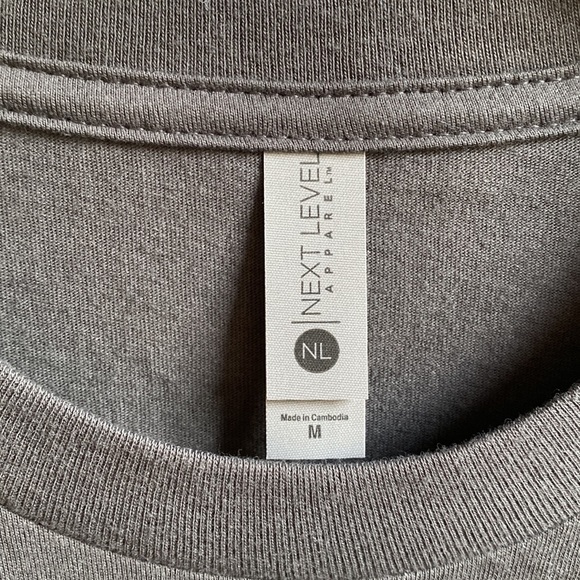 NEXT LEVEL
APPAREL™
NL
Made in Cambodia
M